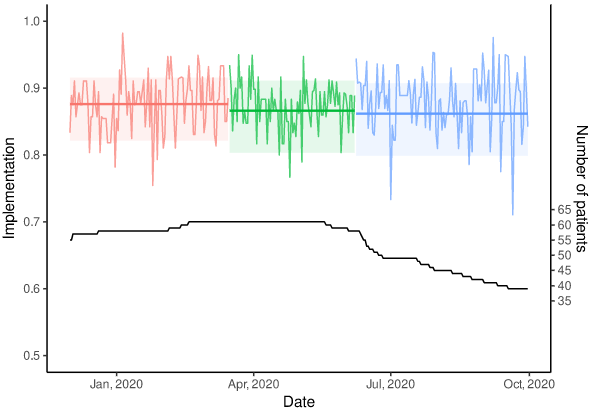 1.0
0.9
0.8
0.7
0.6
0.5
Implementation
65
60
55
50
45
40
35
Number of patients
Jan, 2020
Apr, 2020
Jul, 2020
Oct, 2020
Date